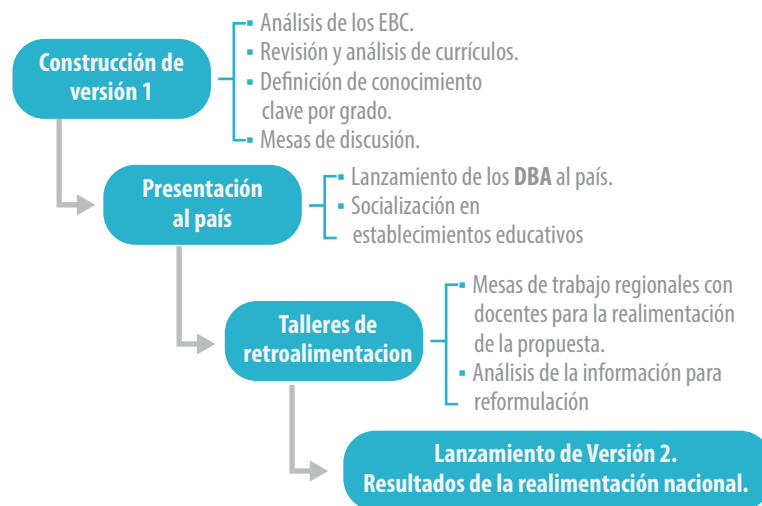 Construcción de
versión 1
▪ Análisis de los EBC.
▪ Revisión y análisis de currículos.
▪ Definición de conocimiento
clave por grado.
▪ Mesas de discusión.
Presentación
al país
▪ Lanzamiento de los DBA al país.
▪ Socialización en
establecimientos educativos
Talleres de
retroalimentacion
▪ Mesas de trabajo regionales con
docentes para la realimentación
de la propuesta.
▪ Análisis de la información para
reformulación
Lanzamiento de Versión 2.
Resultados de la realimentación nacional.